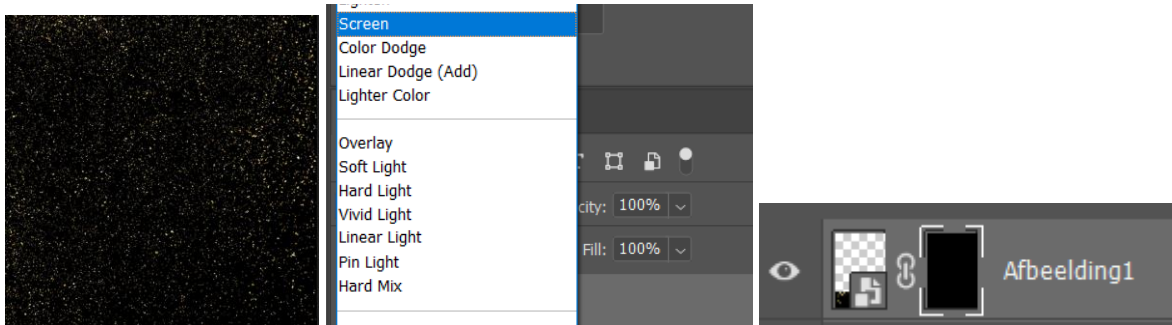 Screen
Color Dodge
Linear Dodge (Add)
Lighter Color
Overlay
Soft Light
Hard Light
Vivid Light
Linear Light
Pin Light
Hard Mix
city: 100%
Fill: 100%
Afbeelding1